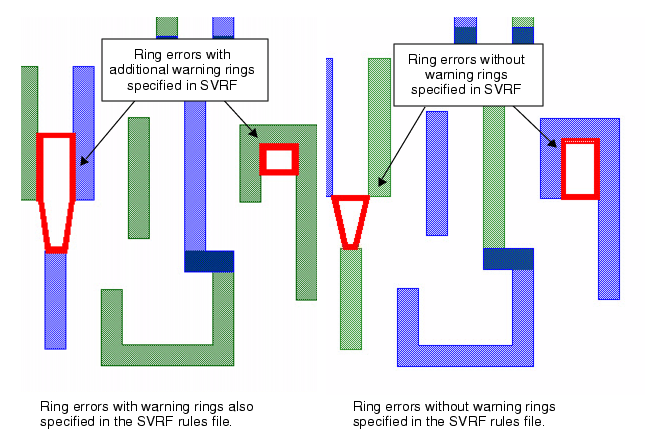 Ring errors with
additional warning rings
specified in SVRF
Ring errors without
warning rings
specified in SVRF
Ring errors with warning rings also
specified in the SVRF rules file.
Ring errors without warning rings
specified in the SVRF rules file.